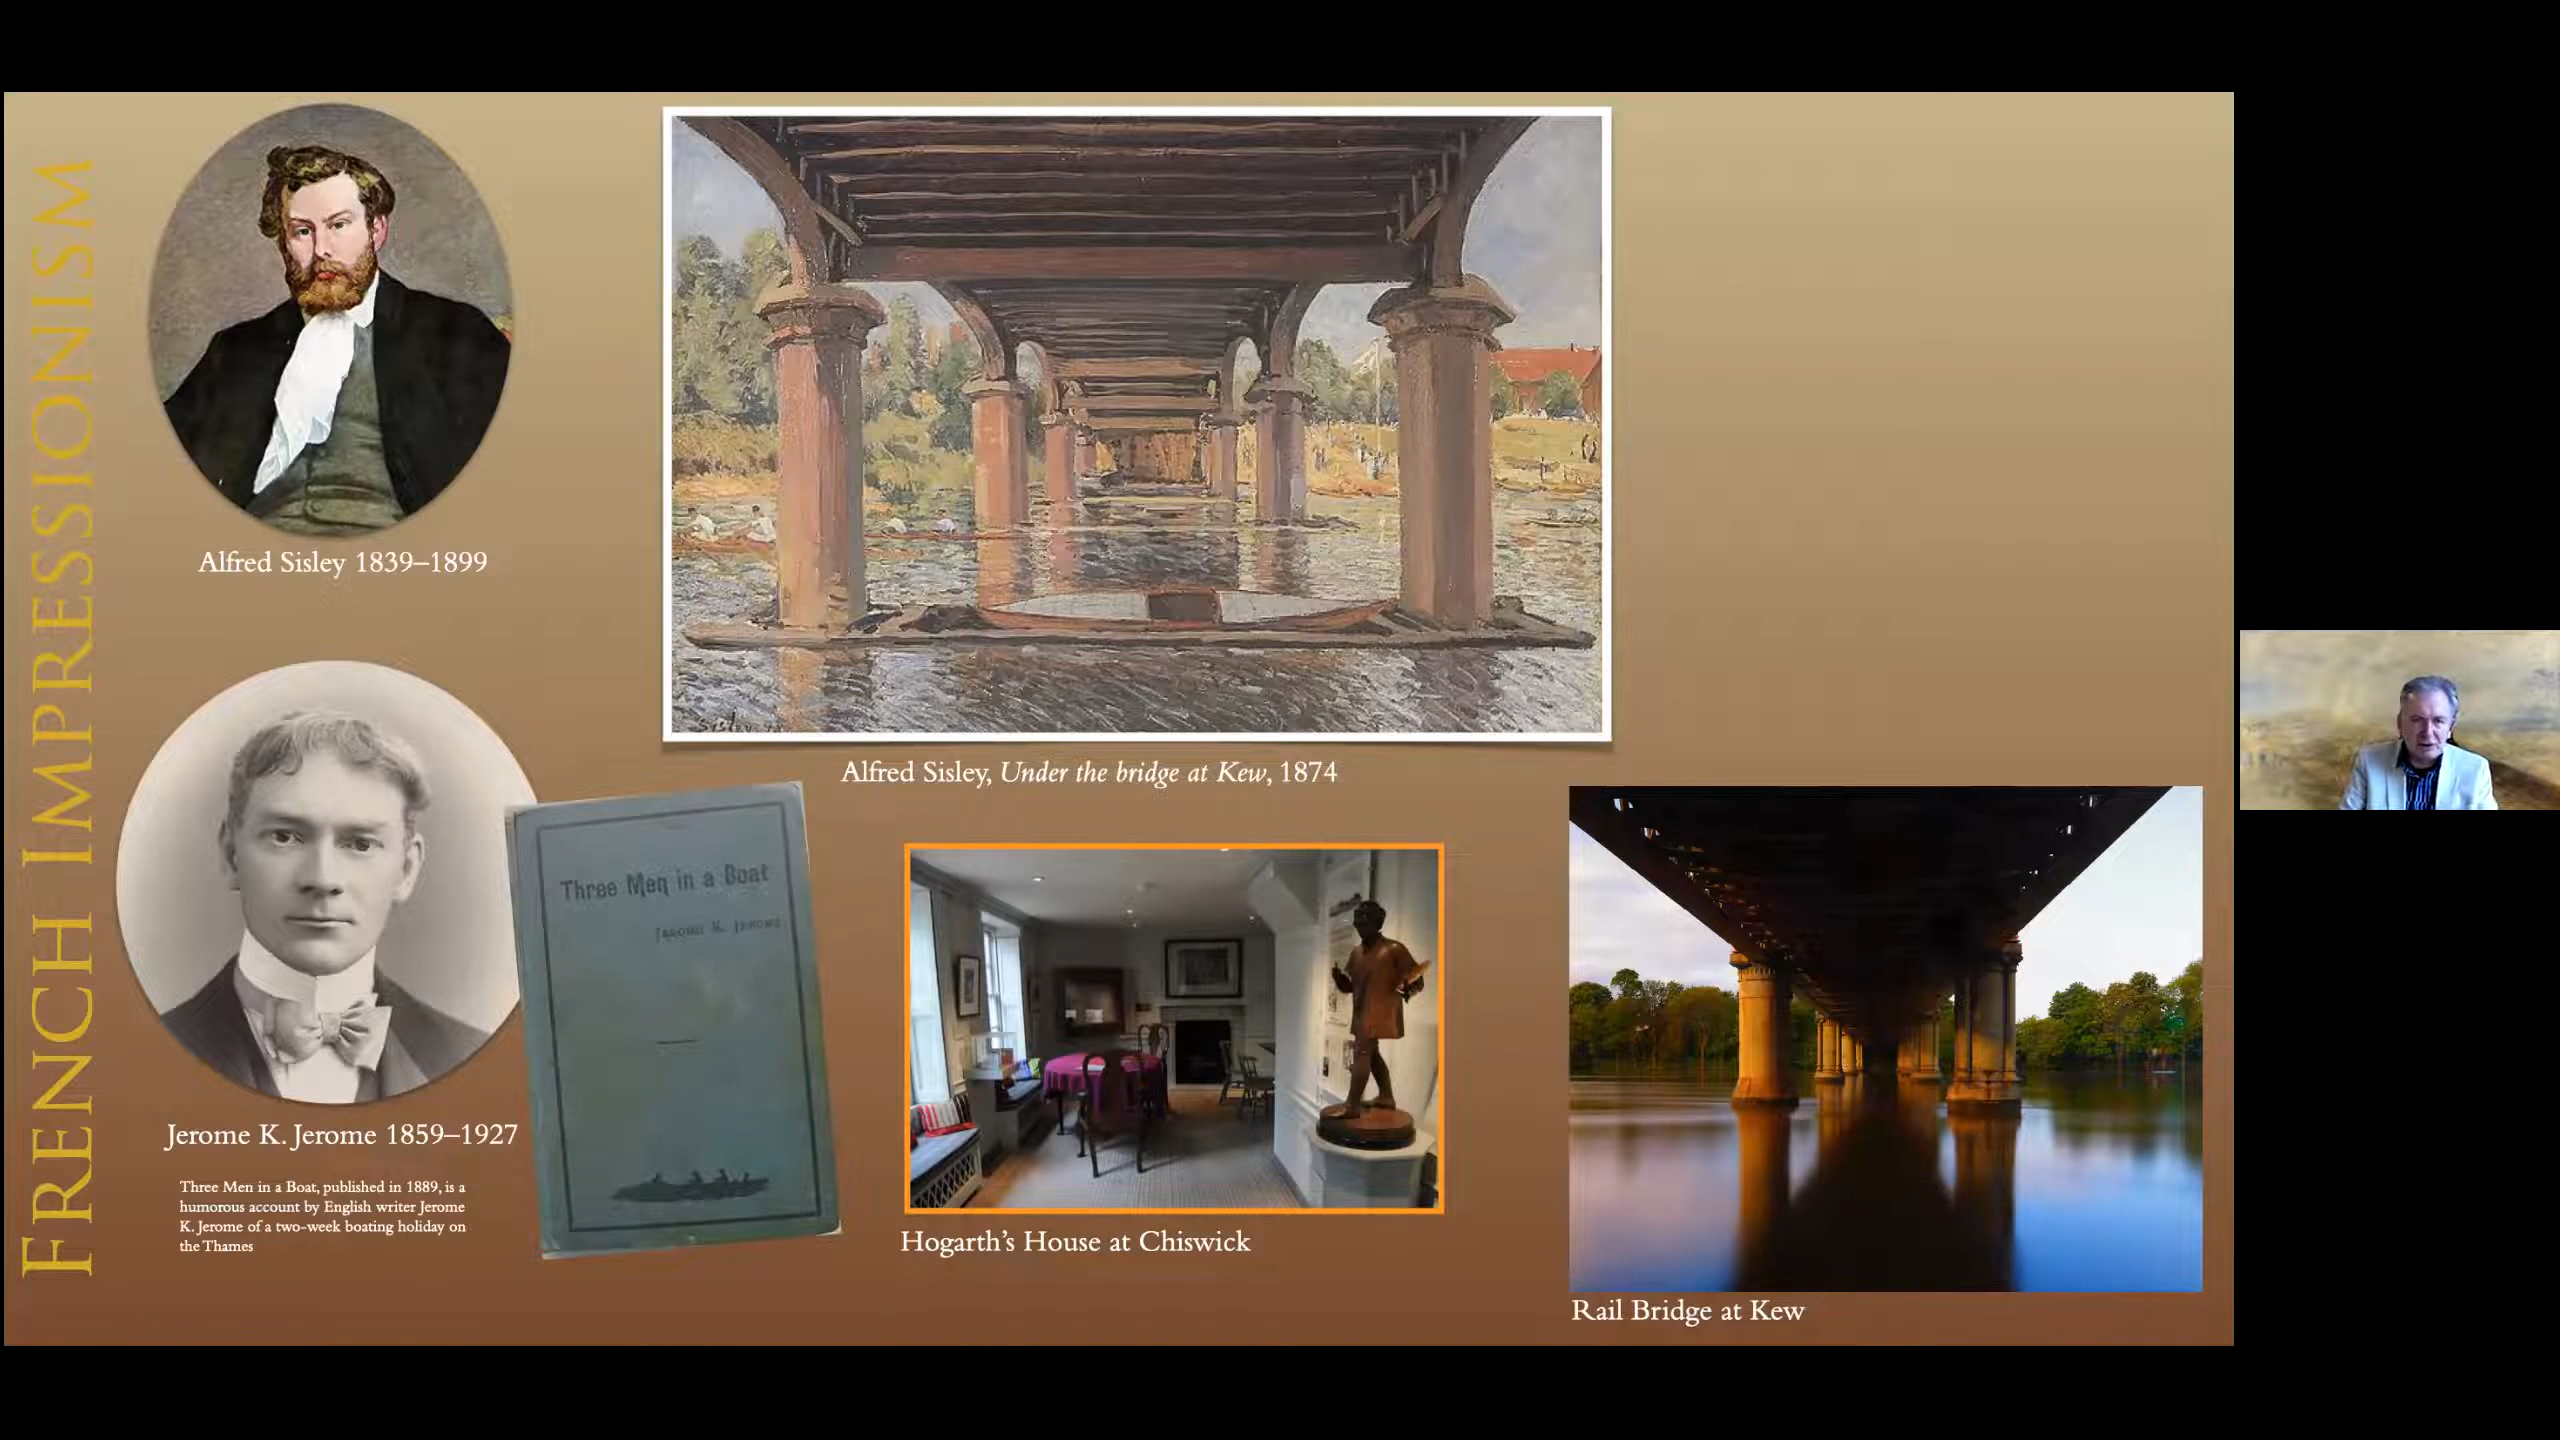 FRENCH IMPRESSIONISM
Alfred Sisley 1839–1899
Sisley
Alfred Sisley, Under the bridge at Kew, 1874
Three Men in a Boat
Jerome K. Jerome
Jerome K. Jerome 1859–1927
Three Men in a Boat, published in 1889, is a
humorous account by English writer Jerome
K. Jerome of a two-week boating holiday on
the Thames
Hogarth's House at Chiswick
Rail Bridge at Kew